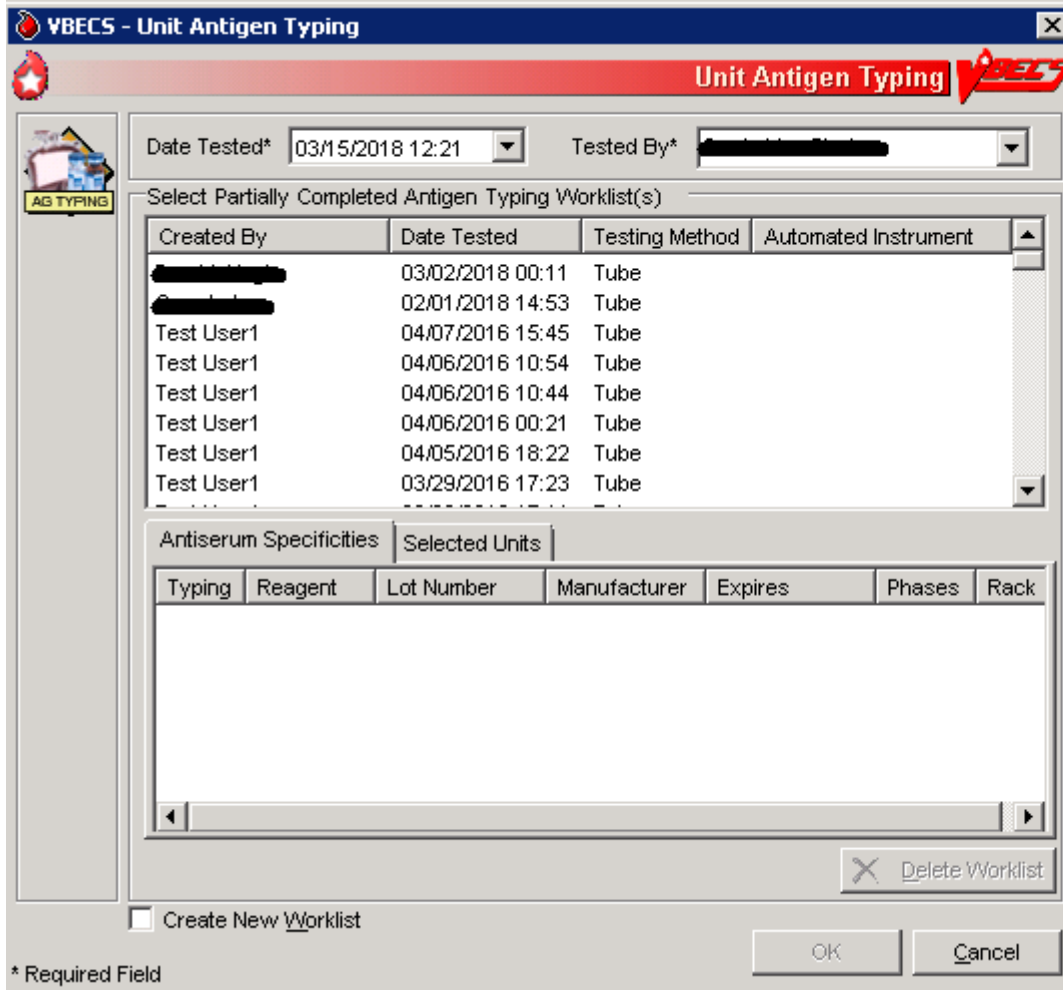 VBECS - Unit Antigen Typing
Unit Antigen Typing VBECS
AG TYPING
Date Tested* 03/15/2018 12:21 Tested By*
Select Partially Completed Antigen Typing Worklist(s)
Created By Date Tested Testing Method Automated Instrument
03/02/2018 00:11 Tube
02/01/2018 14:53 Tube
Test User1 04/07/2016 15:45 Tube
Test User1 04/06/2016 10:54 Tube
Test User1 04/06/2016 10:44 Tube
Test User1 04/06/2016 00:21 Tube
Test User1 04/05/2016 18:22 Tube
Test User1 03/29/2016 17:23 Tube
Antiserum Specificities Selected Units
Typing Reagent Lot Number Manufacturer Expires Phases Rack
Delete Worklist
Create New Worklist
OK Cancel
* Required Field